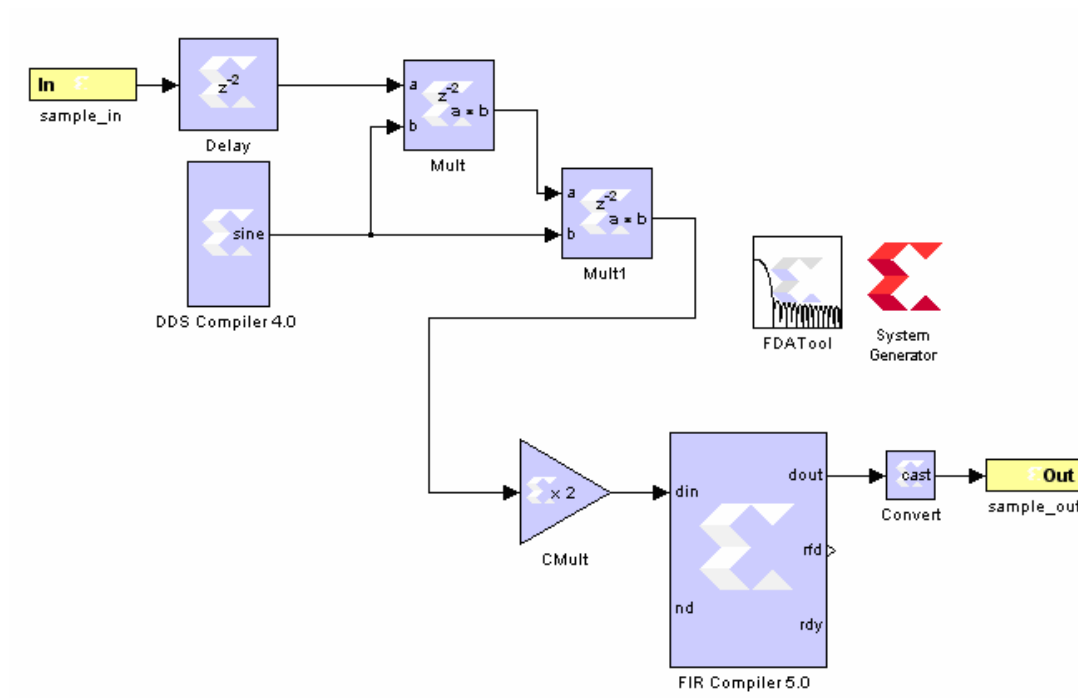 In
sample_in
z-2
Delay
a
b
z-2
a * b
Mult
sine
DDS Compiler 4.0
a
b
z-2
a * b
Mult1
FDATool
System
Generator
x 2
CMult
din
nd
dout
rfd
rdy
FIR Compiler 5.0
cast
Convert
Out
sample_out